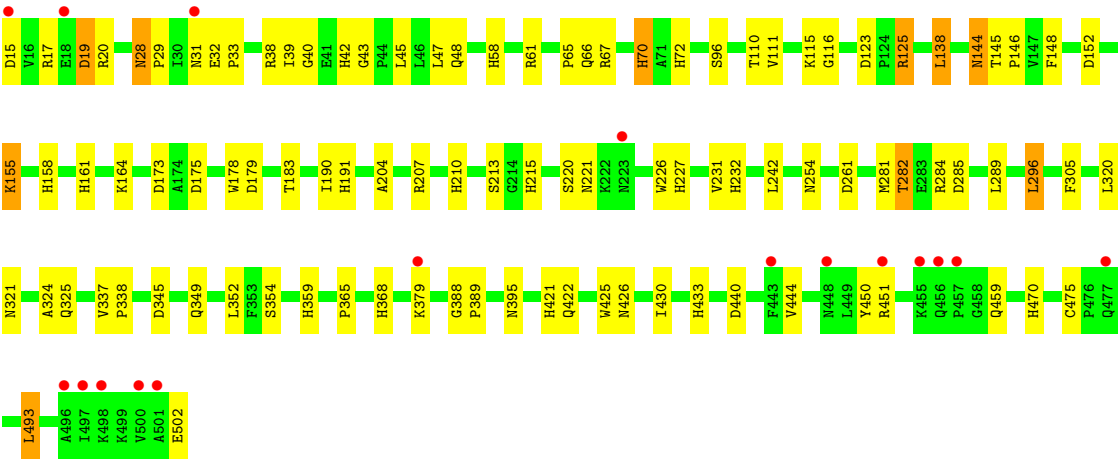 D15 V16 R17 E18 D19 R20 N28 P29 I30 N31 E32 P33 R38 I39 G40 E41 H42 G43 P44 L45 L46 L47 Q48 H58 R61 P65 Q66 R67 H70 A71 H72 S96 T110 V111 K115 G116 D123 P124 R125 L138 N144 T145 P146 V147 F148 D152
K155 H158 H161 K164 D173 A174 D175 W178 D179 T183 I190 H191 A204 R207 H210 S213 G214 H215 S220 N221 K222 N223 W226 H227 V231 H232 L242 N254 D261 M281 T282 E283 R284 D285 L289 L296 F305 L320
N321 A324 Q325 V337 P338 D345 Q349 L352 F353 S354 H359 P365 H368 K379 G388 P389 N395 H421 Q422 W425 N426 I430 H433 D440 F443 V444 N448 L449 Y450 R451 K455 Q456 P457 G458 Q459 H470 C475 P476 Q477
L493 A496 I497 K498 K499 V500 A501 E502